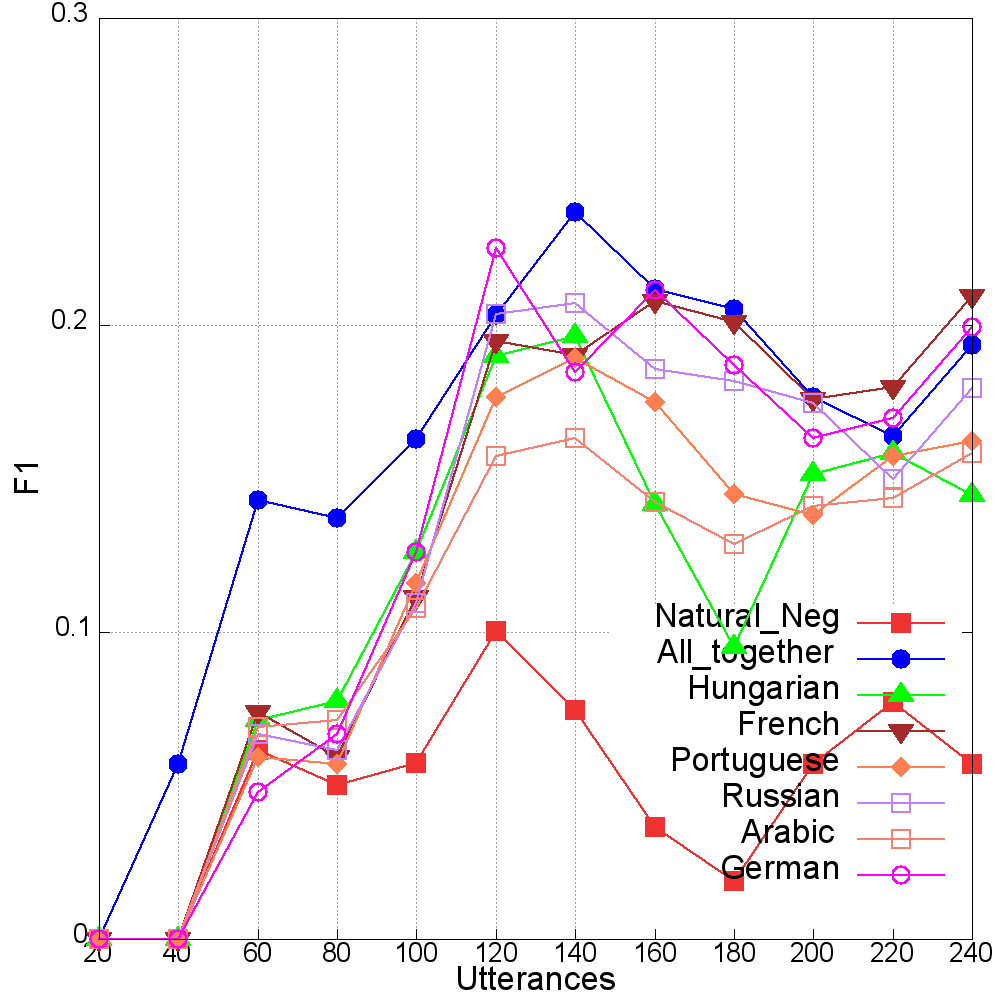 0.3
0.2
0.1
0
F1
20 40 60 80 100 120 140 160 180 200 220 240
Utterances
Natural_Neg
All_together
Hungarian
French
Portuguese
Russian
Arabic
German